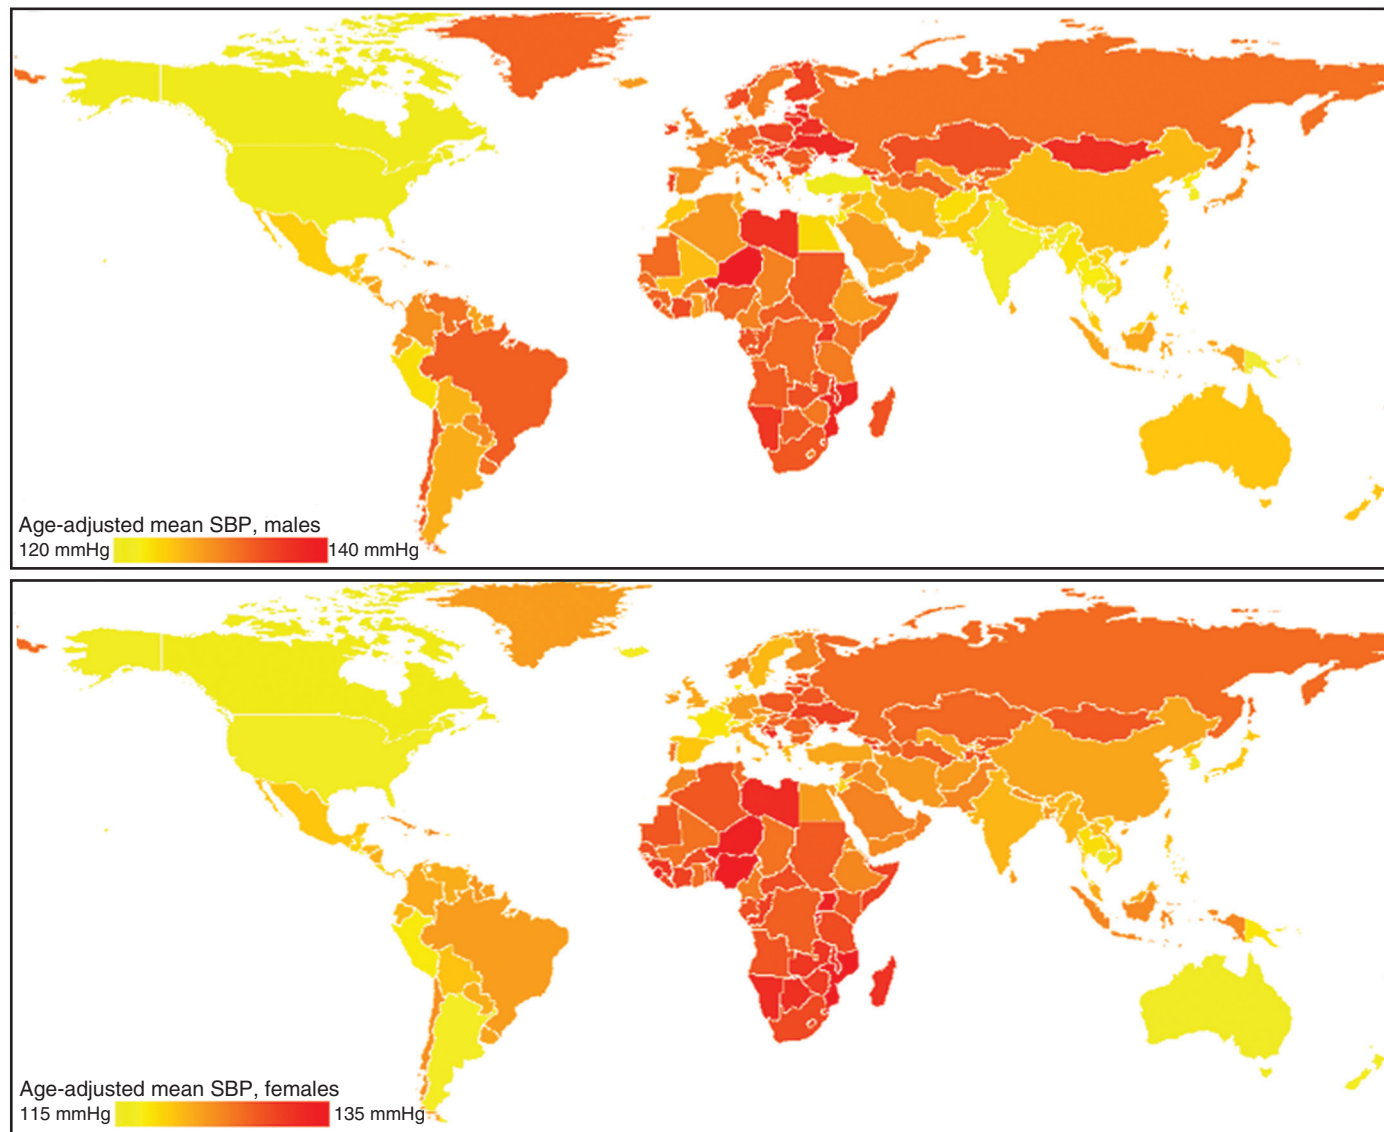 Age-adjusted mean SBP, males
120 mmHg 140 mmHg
Age-adjusted mean SBP, females
115 mmHg 135 mmHg